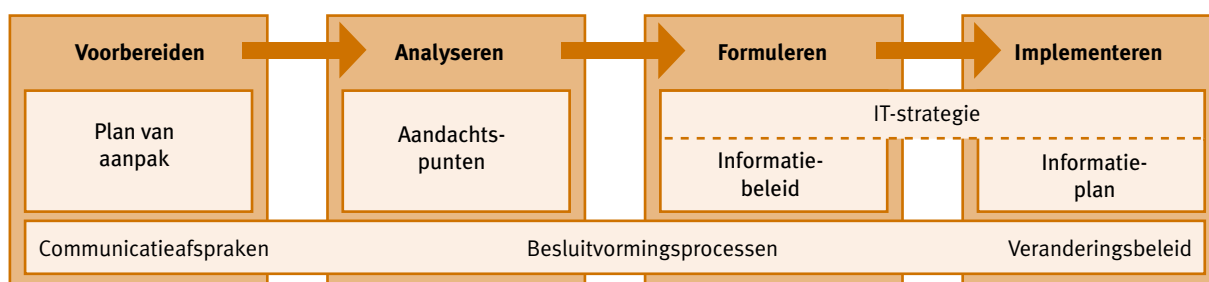 Voorbereiden
Analyseren
Formuleren
Implementeren
Plan van
aanpak
Aandachts-
punten
IT-strategie
Informatie-
beleid
Informatie-
plan
Communicatieafspraken
Besluitvormingsprocessen
Veranderingsbeleid